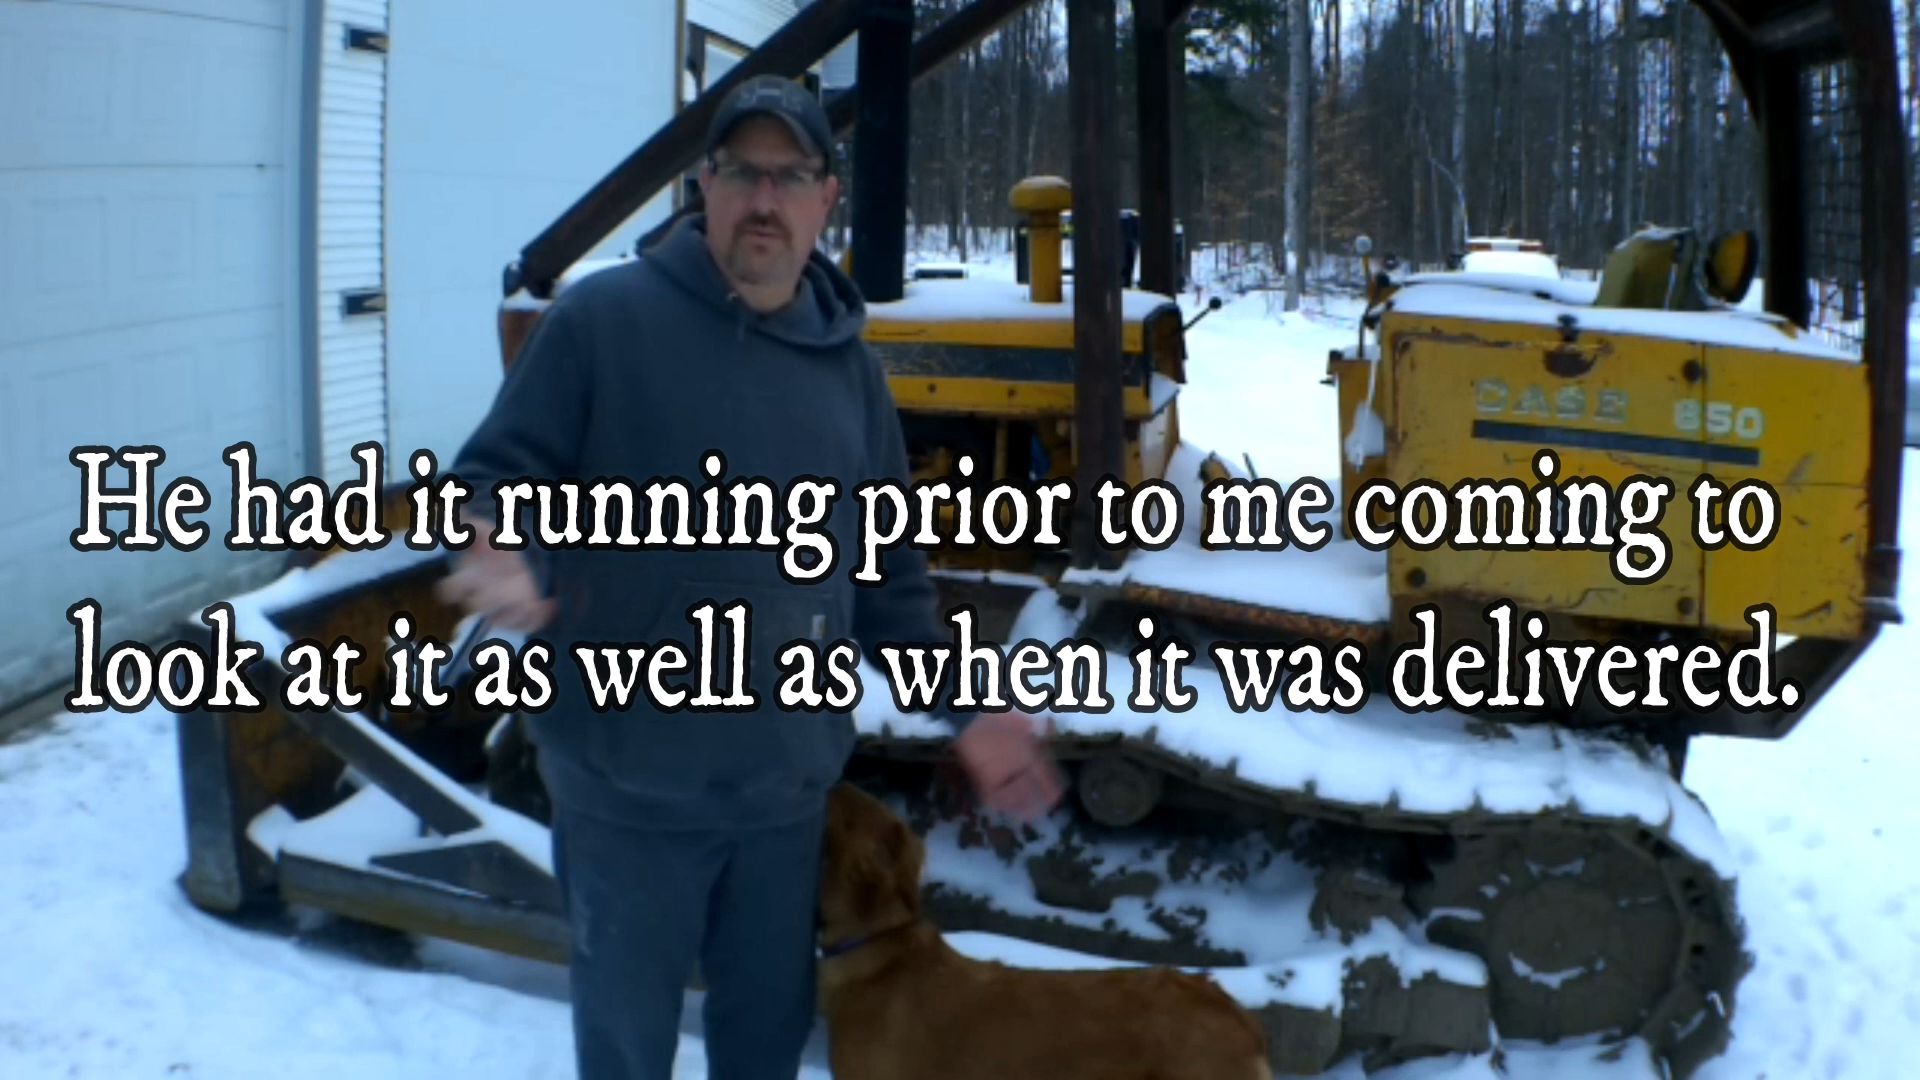 CASE 850
He had it running prior to me coming to
look at it as well as when it was delivered.